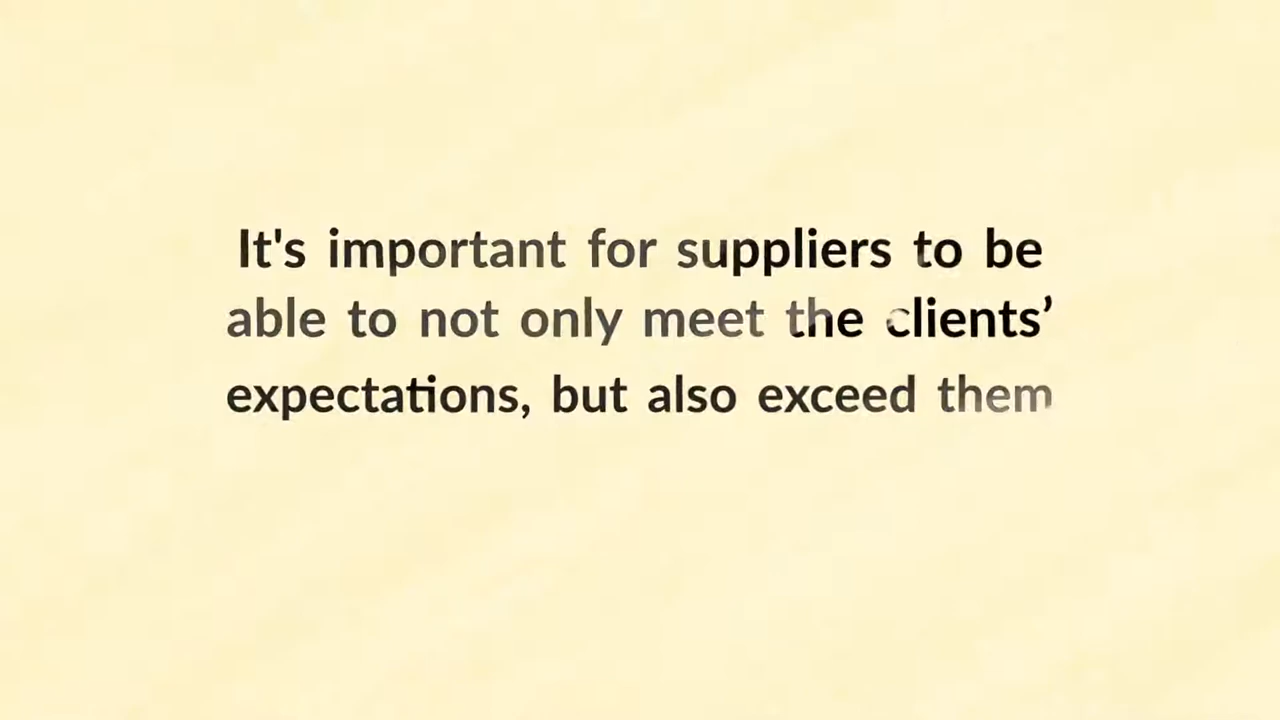 It's important for suppliers to be
able to not only meet the clients’
expectations, but also exceed them